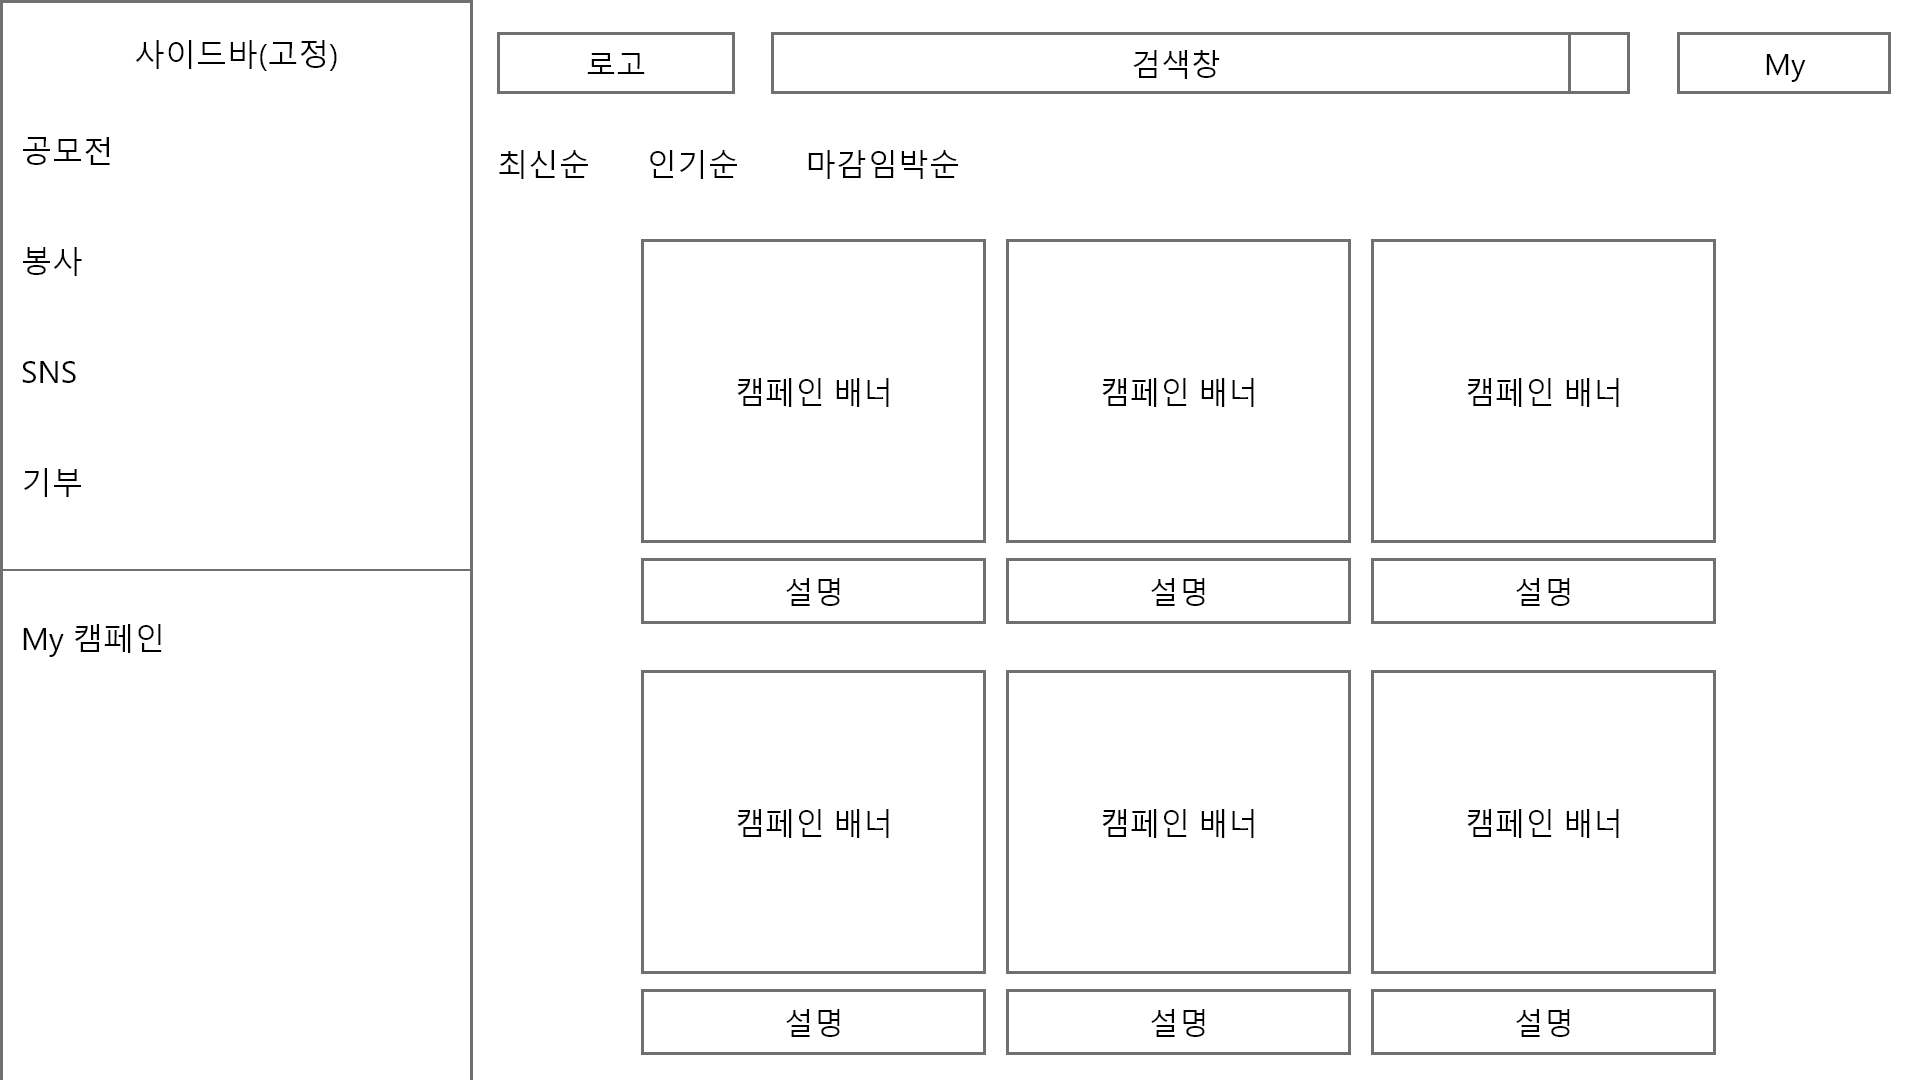 사이드바(고정)
공모전
봉사
SNS
기부
My 캠페인
로고
검색창
My
최신순 인기순 마감임박순
캠페인 배너 캠페인 배너 캠페인 배너
설명 설명 설명
캠페인 배너 캠페인 배너 캠페인 배너
설명 설명 설명